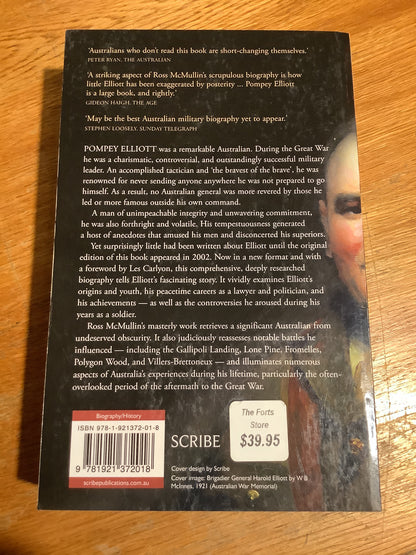 'Australians who don't read this book are short-changing themselves.'
PETER RYAN, THE AUSTRALIAN
'A striking aspect of Ross McMullin's scrupulous biography is how
little Elliott has been exaggerated by posterity ... Pompey Elliott
is a large book, and rightly.'
GIDEON HAIGH, THE AGE
'May be the best Australian military biography yet to appear.'
STEPHEN LOOSELY, SUNDAY TELEGRAPH
POMPEY ELLIOTT was a remarkable Australian. During the Great War
he was a charismatic, controversial, and outstandingly successful military
leader. An accomplished tactician and 'the bravest of the brave', he was
renowned for never sending anyone anywhere he was not prepared to go
himself. As a result, no Australian general was more revered by those he
led or more famous outside his own command.
A man of unimpeachable integrity and unwavering commitment,
he was also forthright and volatile. His tempestuousness generated
a host of anecdotes that amused his men and disconcerted his superiors.
Yet surprisingly little had been written about Elliott until the original
edition of this book appeared in 2002. Now in a new format and with
a foreword by Les Carlyon, this comprehensive, deeply researched
biography tells Elliott's fascinating story. It vividly examines Elliott's
origins and youth, his peacetime careers as a lawyer and politician, and
his achievements — as well as the controversies he aroused during his
years as a soldier.
Ross McMullin's masterly work retrieves a significant Australian from
undeserved obscurity. It also judiciously reassesses notable battles he
influenced — including the Gallipoli Landing, Lone Pine, Fromelles,
Polygon Wood, and Villers-Bretonneux — and illuminates numerous
aspects of Australia's experiences during his lifetime, particularly the often-
overlooked period of the aftermath to the Great War.
Biography/History
ISBN 978-1-921372-01-8
9 781921 372018
scribepublications.com.au
SCRIBE
The Forts
Store
$39.95
Cover design by Scribe
Cover image: Brigadier General Harold Elliott by W B
McInnes, 1921 (Australian War Memorial)